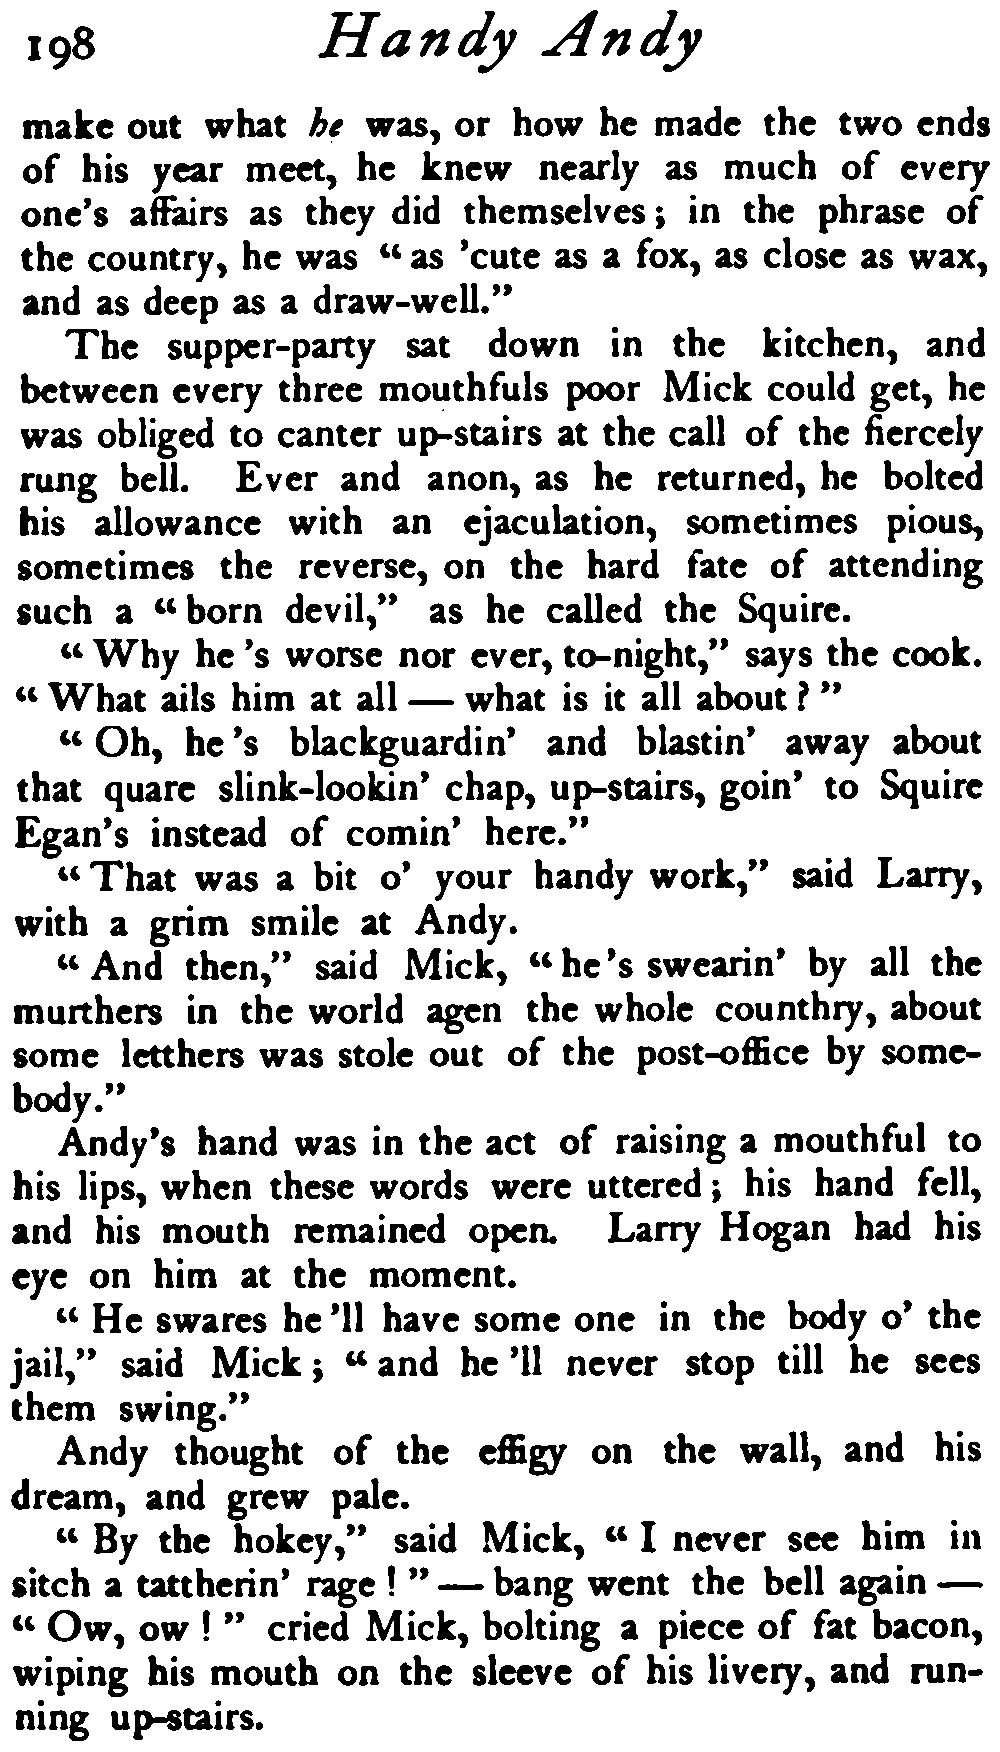 198 Handy Andy
make out what he was, or how he made the two ends
of his year meet, he knew nearly as much of every
one's affairs as they did themselves; in the phrase of
the country, he was "as 'cute as a fox, as close as wax,
and as deep as a draw-well."
The supper-party sat down in the kitchen, and
between every three mouthfuls poor Mick could get, he
was obliged to canter up-stairs at the call of the fiercely
rung bell. Ever and anon, as he returned, he bolted
his allowance with an ejaculation, sometimes pious,
sometimes the reverse, on the hard fate of attending
such a "born devil," as he called the Squire.
"Why he's worse nor ever, to-night," says the cook.
"What ails him at all — what is it all about?"
"Oh, he's blackguardin' and blastin' away about
that quare slink-lookin' chap, up-stairs, goin' to Squire
Egan's instead of comin' here."
"That was a bit o' your handy work," said Larry,
with a grim smile at Andy.
"And then," said Mick, "he's swearin' by all the
murthers in the world agen the whole counthry, about
some letthers was stole out of the post-office by some-
body."
Andy's hand was in the act of raising a mouthful to
his lips, when these words were uttered; his hand fell,
and his mouth remained open. Larry Hogan had his
eye on him at the moment.
"He swares he'll have some one in the body o' the
jail," said Mick; "and he'll never stop till he sees
them swing."
Andy thought of the effigy on the wall, and his
dream, and grew pale.
"By the hokey," said Mick, "I never see him in
sitch a tattherin' rage!" — bang went the bell again —
"Ow, ow!" cried Mick, bolting a piece of fat bacon,
wiping his mouth on the sleeve of his livery, and run-
ning up-stairs.